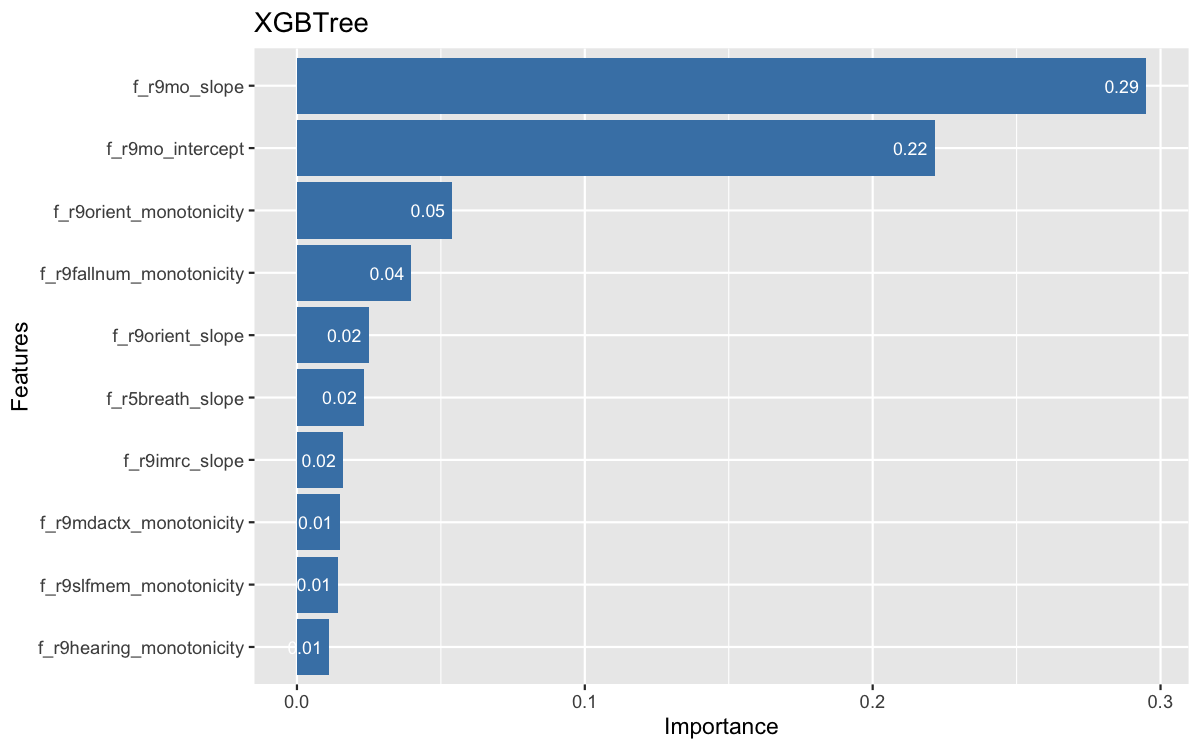 XGBTree
f_r9mo_slope 0.29
f_r9mo_intercept 0.22
f_r9orient_monotonicity 0.05
f_r9fallnum_monotonicity 0.04
f_r9orient_slope 0.02
f_r5breath_slope 0.02
f_r9imrc_slope 0.02
f_r9mdactx_monotonicity 0.01
f_r9slfmem_monotonicity 0.01
f_r9hearing_monotonicity 0.01
Features
0.0 0.1 0.2 0.3
Importance